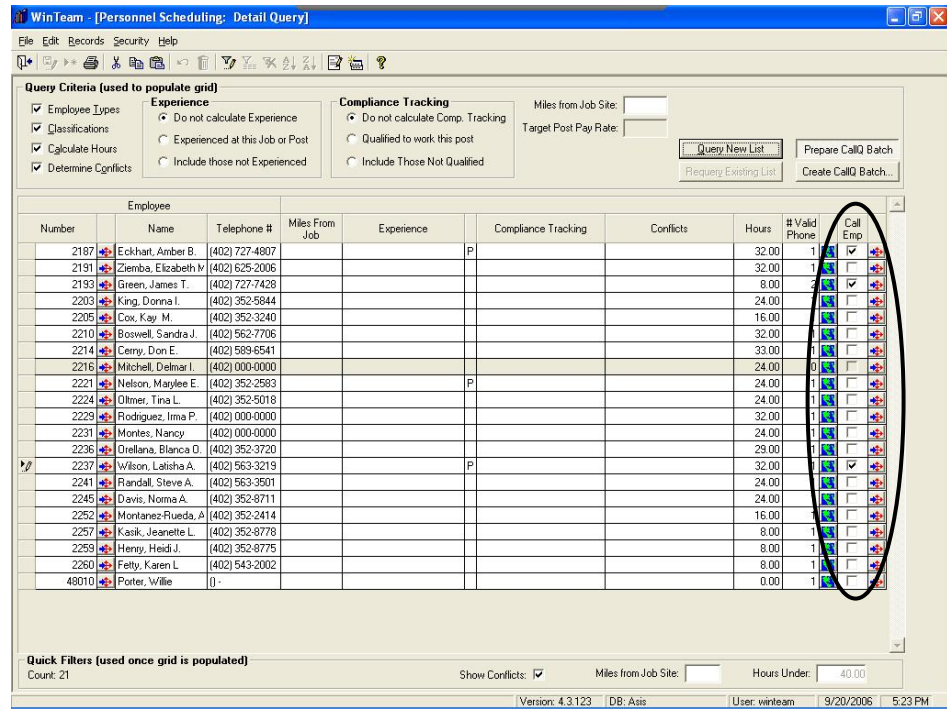 WinTeam - [Personnel Scheduling: Detail Query]
File Edit Records Security Help
Query Criteria (used to populate grid)
Employee Types
Classifications
Calculate Hours
Determine Conflicts
Experience
Do not calculate Experience
Experienced at this Job or Post
Include those not Experienced
Compliance Tracking
Do not calculate Comp. Tracking
Qualified to work this post
Include Those Not Qualified
Miles from Job Site:
Target Post Pay Rate:
Query New List
Requery Existing List
Prepare CallQ Batch
Create CallQ Batch...
Employee
Number Name Telephone # Miles From Job Experience Compliance Tracking Conflicts Hours # Valid Phone Call Emp
2187 Eckhart, Amber B. (402) 727-4807 P 32.00 1
2191 Ziemba, Elizabeth M (402) 625-2006 32.00 1
2193 Green, James T. (402) 727-7428 8.00 2
2203 King, Donna I. (402) 352-5844 24.00 1
2205 Cox, Kay M. (402) 352-3240 16.00
2210 Boswell, Sandra J. (402) 562-7706 32.00
2214 Cerny, Don E. (402) 589-6541 33.00
2216 Mitchell, Delmar I. (402) 000-0000 24.00 0
2221 Nelson, Marylee E. (402) 352-2583 P 24.00 1
2224 Oltmer, Tina L. (402) 352-5018 24.00 1
2229 Rodriguez, Irma P. (402) 000-0000 32.00 1
2231 Montes, Nancy (402) 000-0000 24.00 1
2236 Orellana, Blanca O. (402) 352-3720 29.00 1
2237 Wilson, Latisha A. (402) 563-3219 P 32.00 1
2241 Randall, Steve A. (402) 563-3501 24.00 1
2245 Davis, Norma A. (402) 352-8711 24.00
2252 Montanez-Rueda, A (402) 352-2414 16.00
2257 Kasik, Jeanette L. (402) 352-8778 8.00 1
2259 Henry, Heidi J. (402) 352-8775 8.00 1
2260 Fetty, Karen L (402) 543-2002 8.00 1
48010 Porter, Willie () - 0.00 1
Quick Filters (used once grid is populated)
Count: 21 Show Conflicts: Miles from Job Site: Hours Under: 40.00
Version: 4.3.123 DB: Asis User: winteam 9/20/2006 5:23 PM